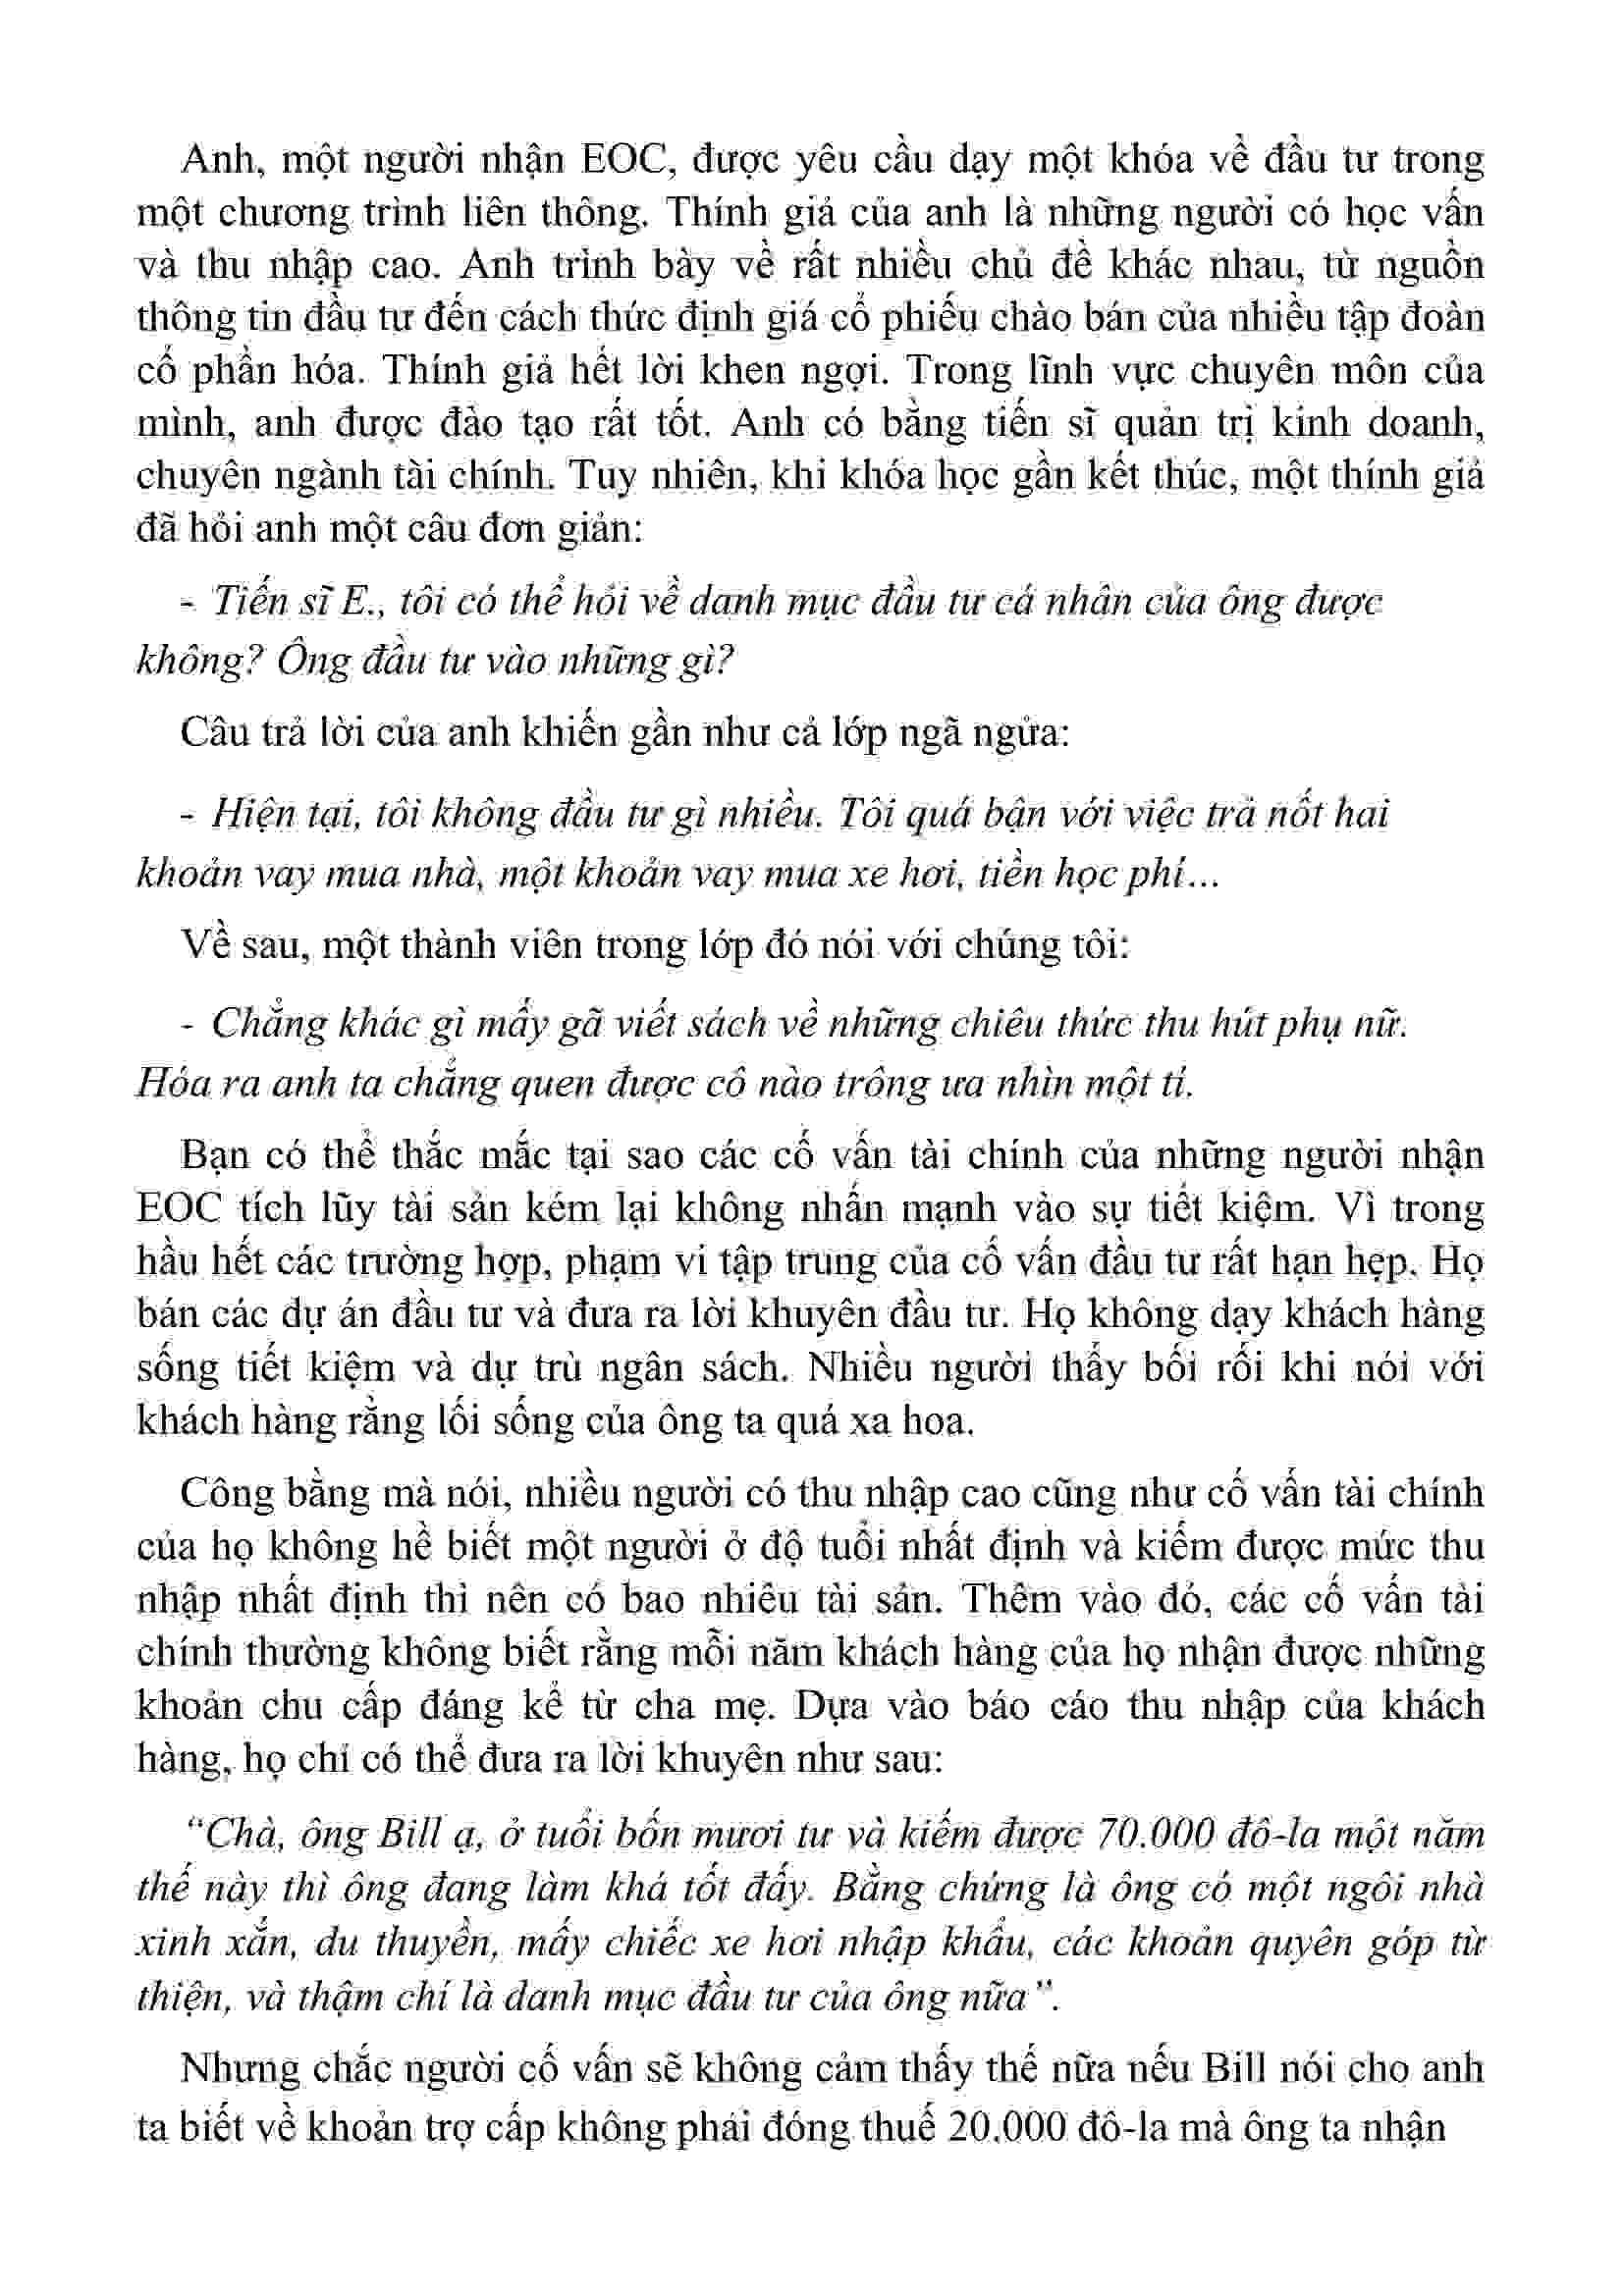 Anh, một người nhận EOC, được yêu cầu dạy một khóa về đầu tư trong
một chương trình liên thông. Thính giả của anh là những người có học vấn
và thu nhập cao. Anh trình bày về rất nhiều chủ đề khác nhau, từ nguồn
thông tin đầu tư đến cách thức định giá cổ phiếu chào bán của nhiều tập đoàn
cổ phần hóa. Thính giả hết lời khen ngợi. Trong lĩnh vực chuyên môn của
mình, anh được đào tạo rất tốt. Anh có bằng tiến sĩ quản trị kinh doanh,
chuyên ngành tài chính. Tuy nhiên, khi khóa học gần kết thúc, một thính giả
đã hỏi anh một câu đơn giản:
- Tiến sĩ E., tôi có thể hỏi về danh mục đầu tư cá nhân của ông được
không? Ông đầu tư vào những gì?
Câu trả lời của anh khiến gần như cả lớp ngã ngửa:
- Hiện tại, tôi không đầu tư gì nhiều. Tôi quá bận với việc trả nốt hai
khoản vay mua nhà, một khoản vay mua xe hơi, tiền học phí...
Về sau, một thành viên trong lớp đó nói với chúng tôi:
- Chẳng khác gì mấy gã viết sách về những chiêu thức thu hút phụ nữ.
Hóa ra anh ta chẳng quen được cô nào trông ưa nhìn một tí.
Bạn có thể thắc mắc tại sao các cố vấn tài chính của những người nhận
EOC tích lũy tài sản kém lại không nhấn mạnh vào sự tiết kiệm. Vì trong
hầu hết các trường hợp, phạm vi tập trung của cố vấn đầu tư rất hạn hẹp. Họ
bán các dự án đầu tư và đưa ra lời khuyên đầu tư. Họ không dạy khách hàng
sống tiết kiệm và dự trù ngân sách. Nhiều người thấy bối rối khi nói với
khách hàng rằng lối sống của ông ta quá xa hoa.
Công bằng mà nói, nhiều người có thu nhập cao cũng như cố vấn tài chính
của họ không hề biết một người ở độ tuổi nhất định và kiếm được mức thu
nhập nhất định thì nên có bao nhiêu tài sản. Thêm vào đó, các cố vấn tài
chính thường không biết rằng mỗi năm khách hàng của họ nhận được những
khoản chu cấp đáng kể từ cha mẹ. Dựa vào báo cáo thu nhập của khách
hàng, họ chỉ có thể đưa ra lời khuyên như sau:
“Chà, ông Bill ạ, ở tuổi bốn mươi tư và kiếm được 70.000 đô-la một năm
thế này thì ông đang làm khá tốt đấy. Bằng chứng là ông có một ngôi nhà
xinh xắn, du thuyền, mấy chiếc xe hơi nhập khẩu, các khoản quyên góp từ
thiện, và thậm chí là danh mục đầu tư của ông nữa”.
Nhưng chắc người cố vấn sẽ không cảm thấy thế nữa nếu Bill nói cho anh
ta biết về khoản trợ cấp không phải đóng thuế 20.000 đô-la mà ông ta nhận